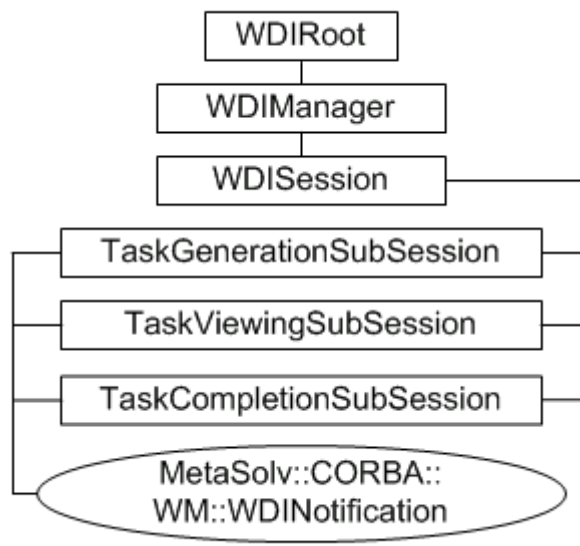 WDIRoot
WDIManager
WDISession
TaskGenerationSubSession
TaskViewingSubSession
TaskCompletionSubSession
MetaSolv::CORBA::
WM::WDINotification